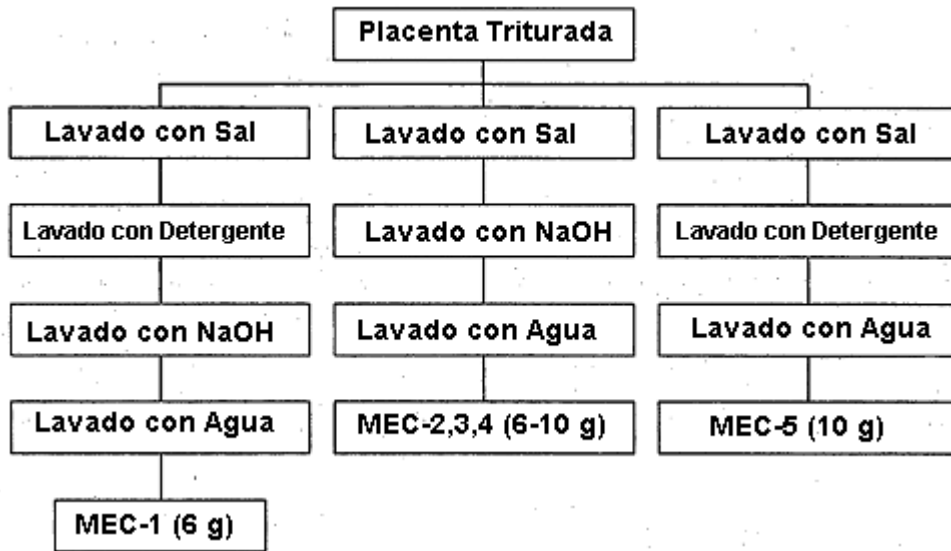 Placenta Triturada
Lavado con Sal
Lavado con Sal
Lavado con Sal
Lavado con Detergente
Lavado con NaOH
Lavado con Detergente
Lavado con NaOH
Lavado con Agua
Lavado con Agua
Lavado con Agua
MEC-2,3,4 (6-10 g)
MEC-5 (10 g)
MEC-1 (6 g)